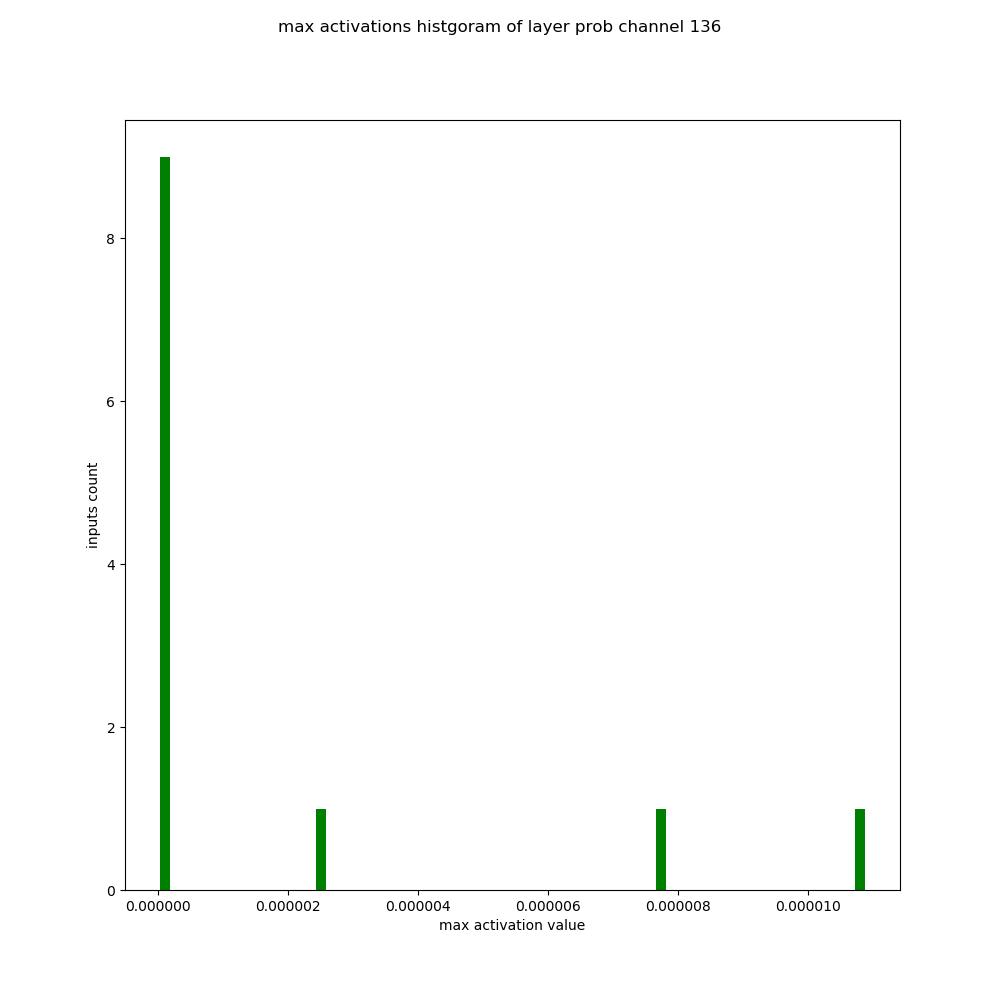 max activations histgoram of layer prob channel 136
8
6
4
2
0
inputs count
0.000000 0.000002 0.000004 0.000006 0.000008 0.000010
max activation value